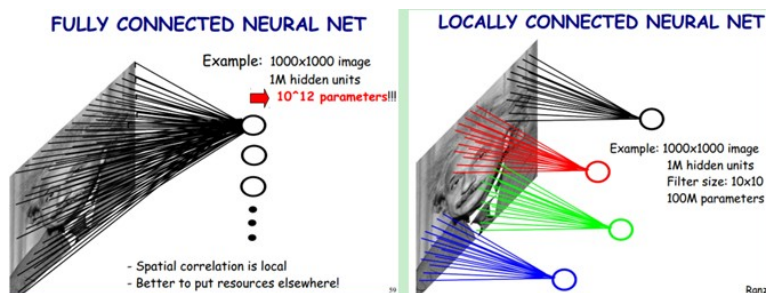 FULLY CONNECTED NEURAL NET
Example: 1000x1000 image
1M hidden units
10^12 parameters!!!
- Spatial correlation is local
- Better to put resources elsewhere!
59
LOCALLY CONNECTED NEURAL NET
Example: 1000x1000 image
1M hidden units
Filter size: 10x10
100M parameters
Ranz